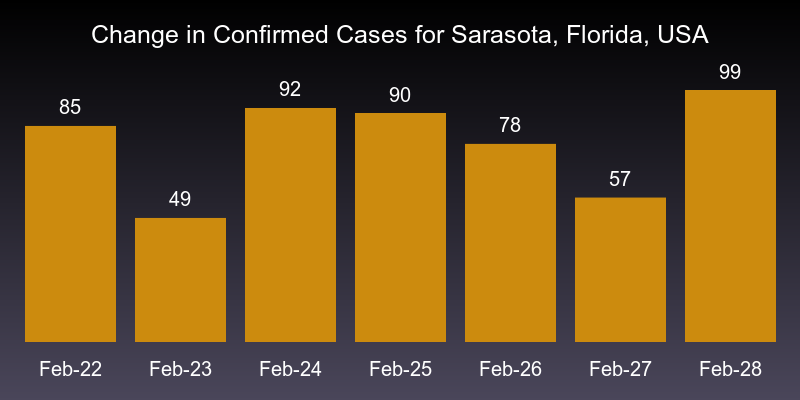 Change in Confirmed Cases for Sarasota, Florida, USA
85
49
92
90
78
57
99
Feb-22
Feb-23
Feb-24
Feb-25
Feb-26
Feb-27
Feb-28